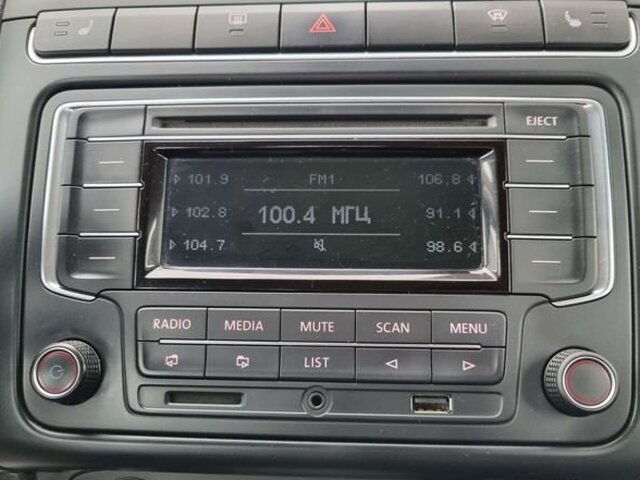 EJECT
101.9 FM1 106.8
102.8 100.4 МГЦ 91.1
104.7 98.6
RADIO MEDIA MUTE SCAN MENU
LIST